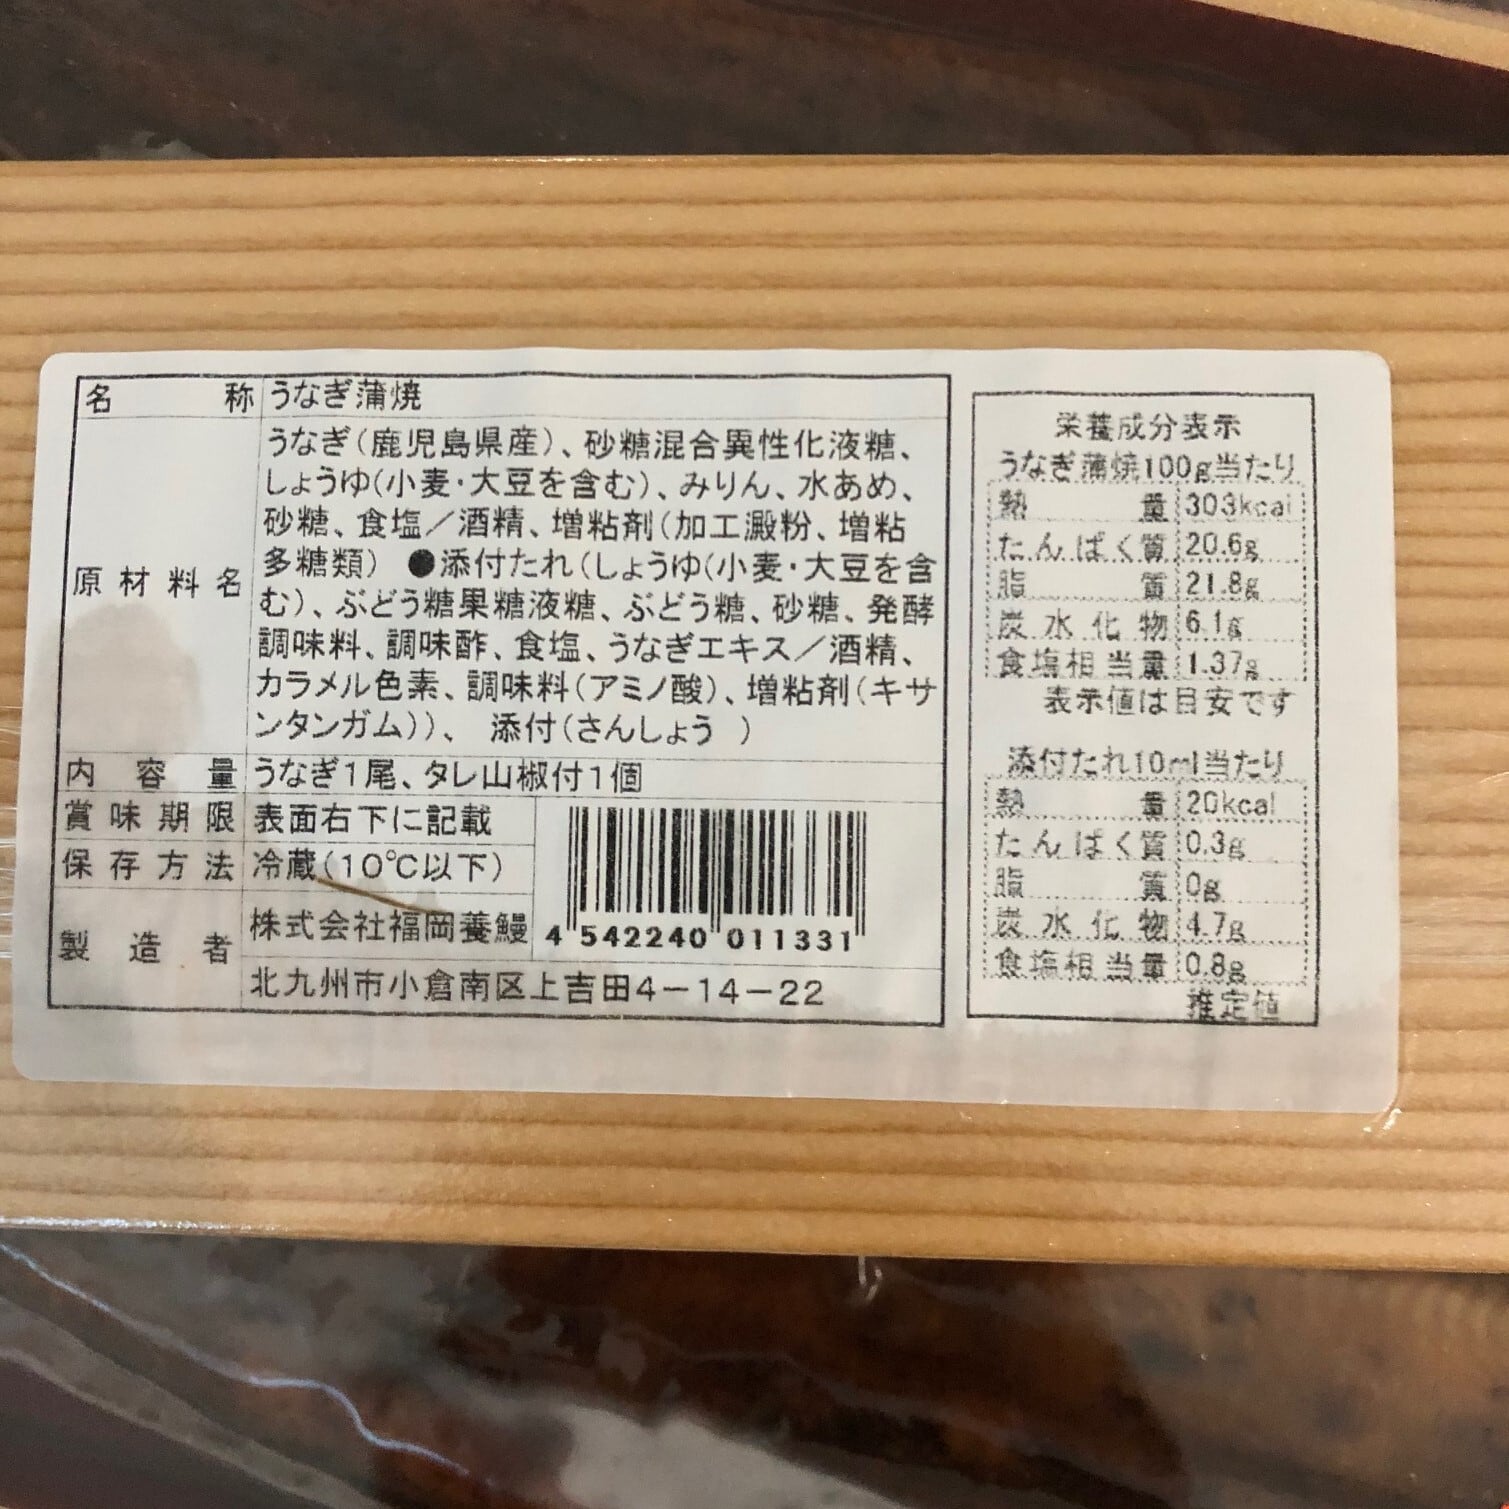 名称 うなぎ蒲焼
原材料名 うなぎ(鹿児島県産)、砂糖混合異性化液糖、
しょうゆ(小麦・大豆を含む)、みりん、水あめ、
砂糖、食塩／酒精、増粘剤(加工澱粉、増粘
多糖類) ●添付たれ(しょうゆ(小麦・大豆を含
む)、ぶどう糖果糖液糖、ぶどう糖、砂糖、発酵
調味料、調味酢、食塩、うなぎエキス／酒精、
カラメル色素、調味料(アミノ酸)、増粘剤(キサ
ンタンガム))、 添付(さんしょう )
内容量 うなぎ1尾、タレ山椒付1個
賞味期限 表面右下に記載
保存方法 冷蔵(10℃以下)
製造者 株式会社福岡養鰻
北九州市小倉南区上吉田4－14－22
4 542240 011331
栄養成分表示
うなぎ蒲焼100g当たり
熱量 303kcal
たんぱく質 20.6g
脂質 21.8g
炭水化物 6.1g
食塩相当量 1.37g
表示値は目安です
添付たれ10ml当たり
熱量 20kcal
たんぱく質 0.3g
脂質 0g
炭水化物 4.7g
食塩相当量 0.8g
推定値